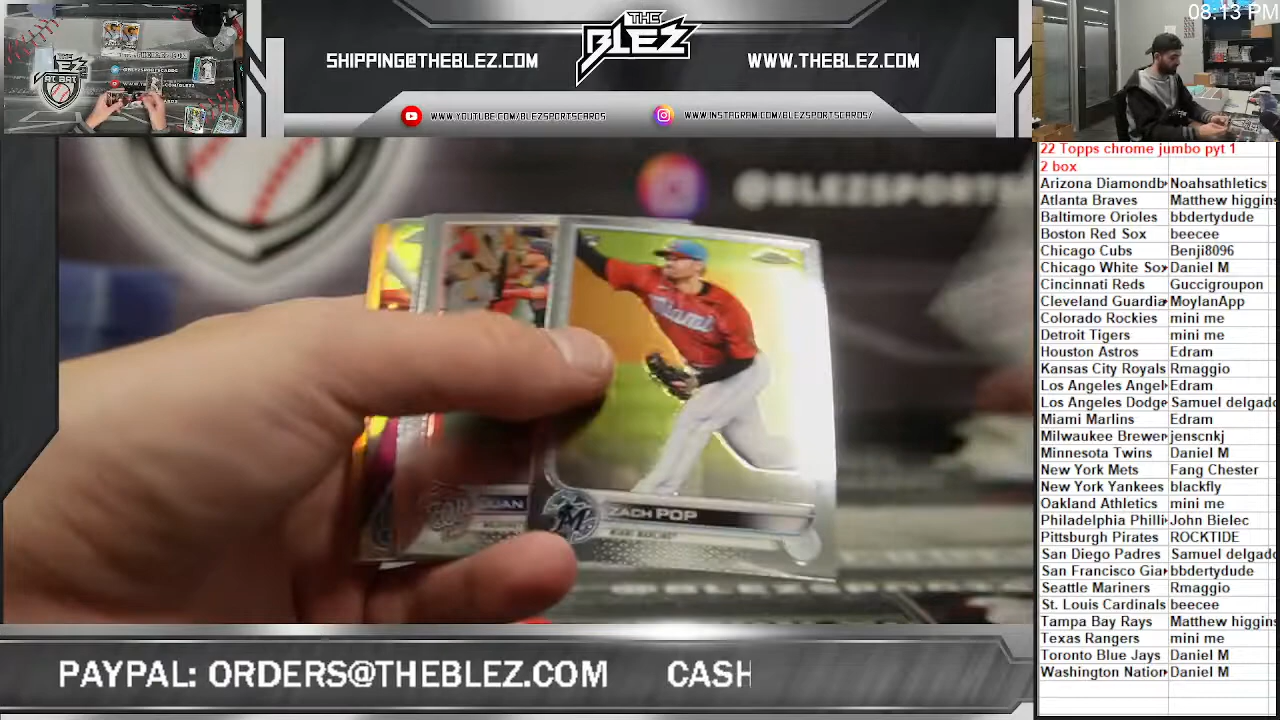 08:13 PM
THE
BLEZ
SHIPPING@THEBLEZ.COM
WWW.THEBLEZ.COM
WWW.YOUTUBE.COM/BLEZSPORTSCARDS
WWW.INSTAGRAM.COM/BLEZSPORTSCARDS/
22 Topps chrome jumbo pyt 1
2 box
Arizona Diamondb Noahsathletics
Atlanta Braves Matthew higgins
Baltimore Orioles bbdertydude
Boston Red Sox beecee
Chicago Cubs Benji8096
Chicago White Sox Daniel M
Cincinnati Reds Guccigroupon
Cleveland Guardia MoylanApp
Colorado Rockies mini me
Detroit Tigers mini me
Houston Astros Edram
Kansas City Royals Rmaggio
Los Angeles Angel Edram
Los Angeles Dodge Samuel delgado
Miami Marlins Edram
Milwaukee Brewer jenscnkj
Minnesota Twins Daniel M
New York Mets Fang Chester
New York Yankees blackfly
Oakland Athletics mini me
Philadelphia Philli John Bielec
Pittsburgh Pirates ROCKTIDE
San Diego Padres Samuel delgado
San Francisco Gia bbdertydude
Seattle Mariners Rmaggio
St. Louis Cardinals beecee
Tampa Bay Rays Matthew higgins
Texas Rangers mini me
Toronto Blue Jays Daniel M
Washington Nation Daniel M
@BLEZSPORTS
Miami
ZACH POP
MIAMI MARLINS
PAYPAL: ORDERS@THEBLEZ.COM CASH